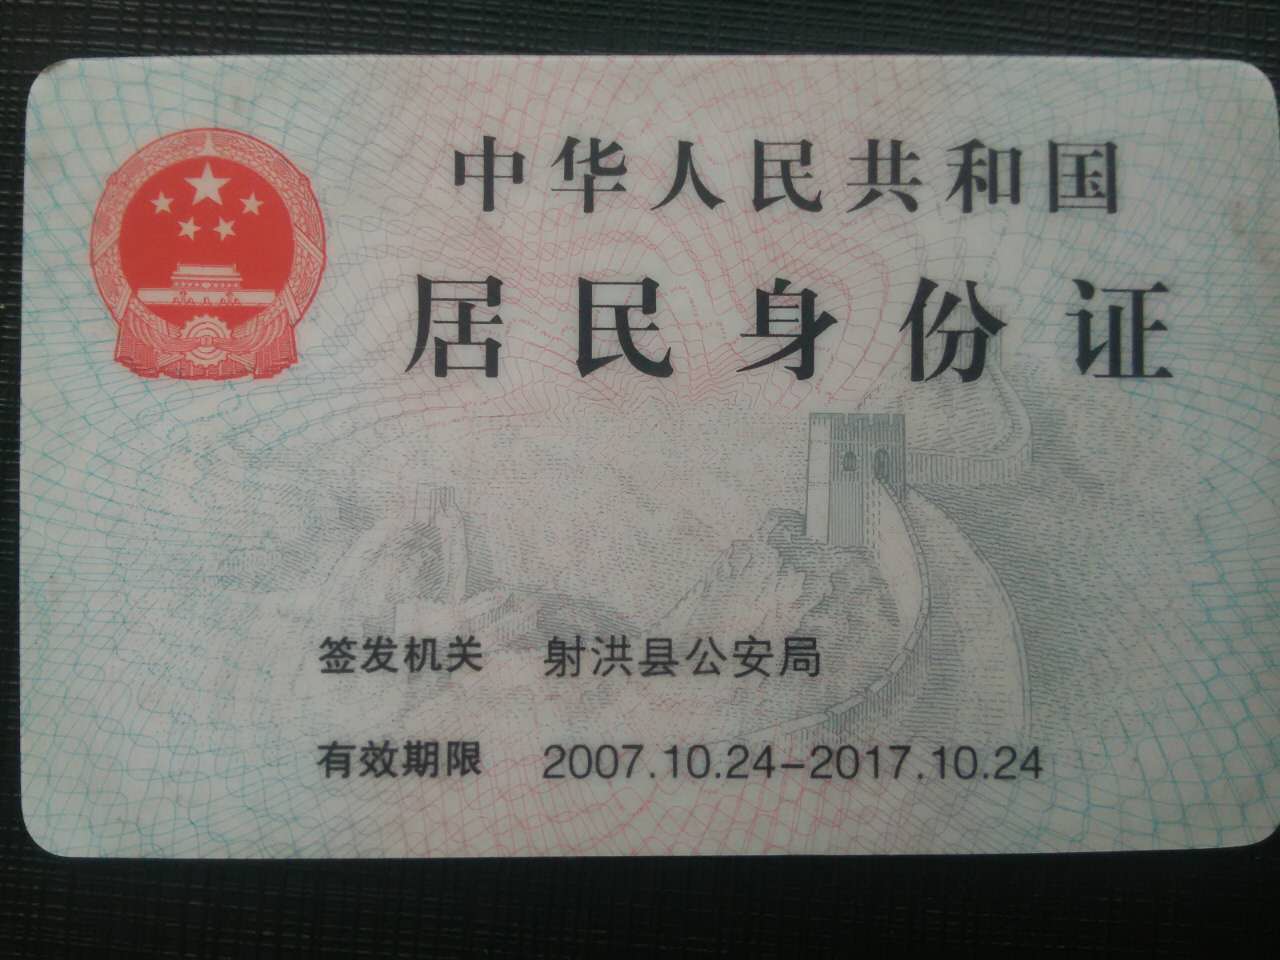 中华人民共和国
居民身份证
签发机关 射洪县公安局
有效期限 2007.10.24-2017.10.24